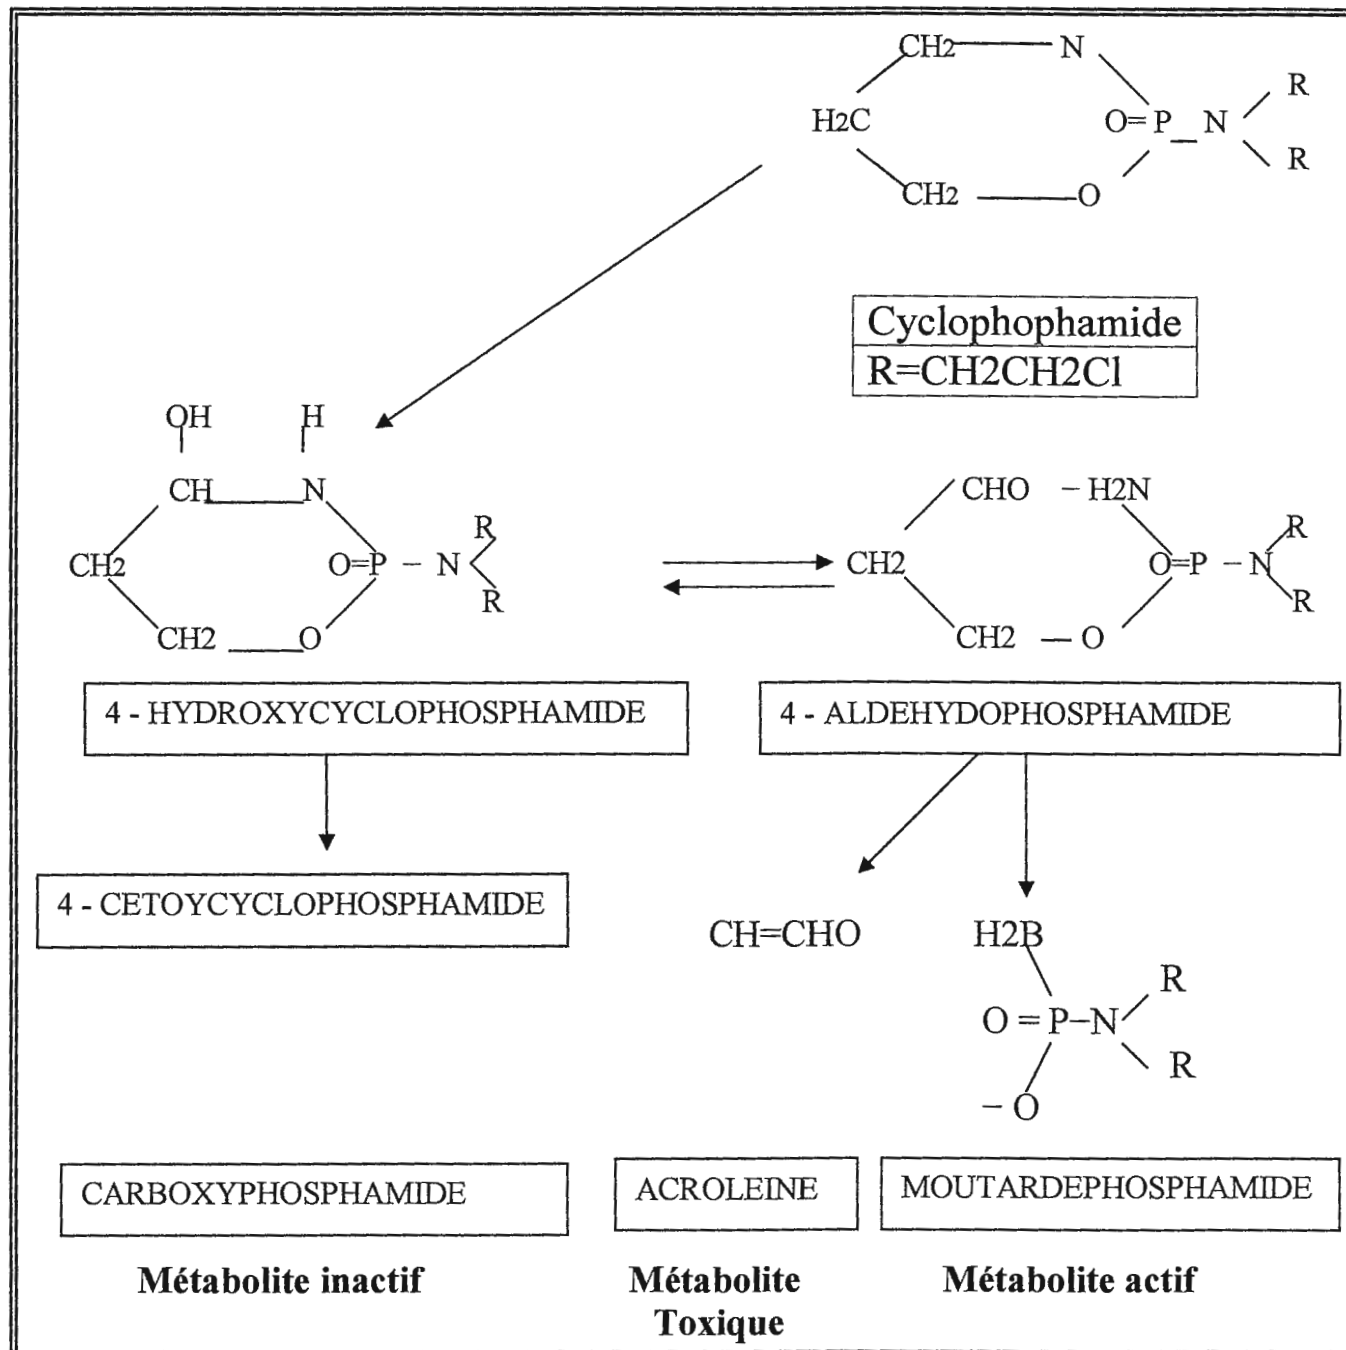 CH2 N
R
H2C O=P N
R
CH2 O
Cyclophophamide
R=CH2CH2Cl
OH H
CH N
R
CH2 O=P – N
R
CH2 O
CHO – H2N
R
CH2 O=P – N
R
CH2 – O
4 - HYDROXYCYCLOPHOSPHAMIDE
4 - ALDEHYDOPHOSPHAMIDE
4 - CETOYCYCLOPHOSPHAMIDE
CH=CHO
H2B
R
O = P–N
R
– O
CARBOXYPHOSPHAMIDE
ACROLEINE
MOUTARDEPHOSPHAMIDE
Métabolite inactif
Métabolite
Toxique
Métabolite actif